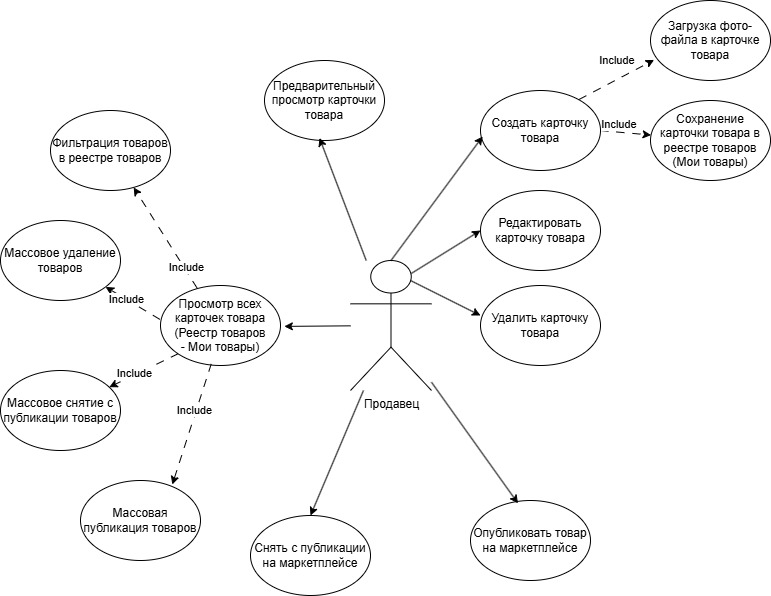 Загрузка фото-
файла в карточке
товара
Include
Предварительный
просмотр карточки
товара
Создать карточку
товара
Include
Сохранение
карточки товара в
реестре товаров
(Мои товары)
Фильтрация товаров
в реестре товаров
Редактировать
карточку товара
Массовое удаление
товаров
Include
Include
Просмотр всех
карточек товара
(Реестр товаров
- Мои товары)
Удалить карточку
товара
Include
Массовое снятие с
публикации товаров
Include
Продавец
Массовая
публикация товаров
Снять с публикации
на маркетплейсе
Опубликовать товар
на маркетплейсе